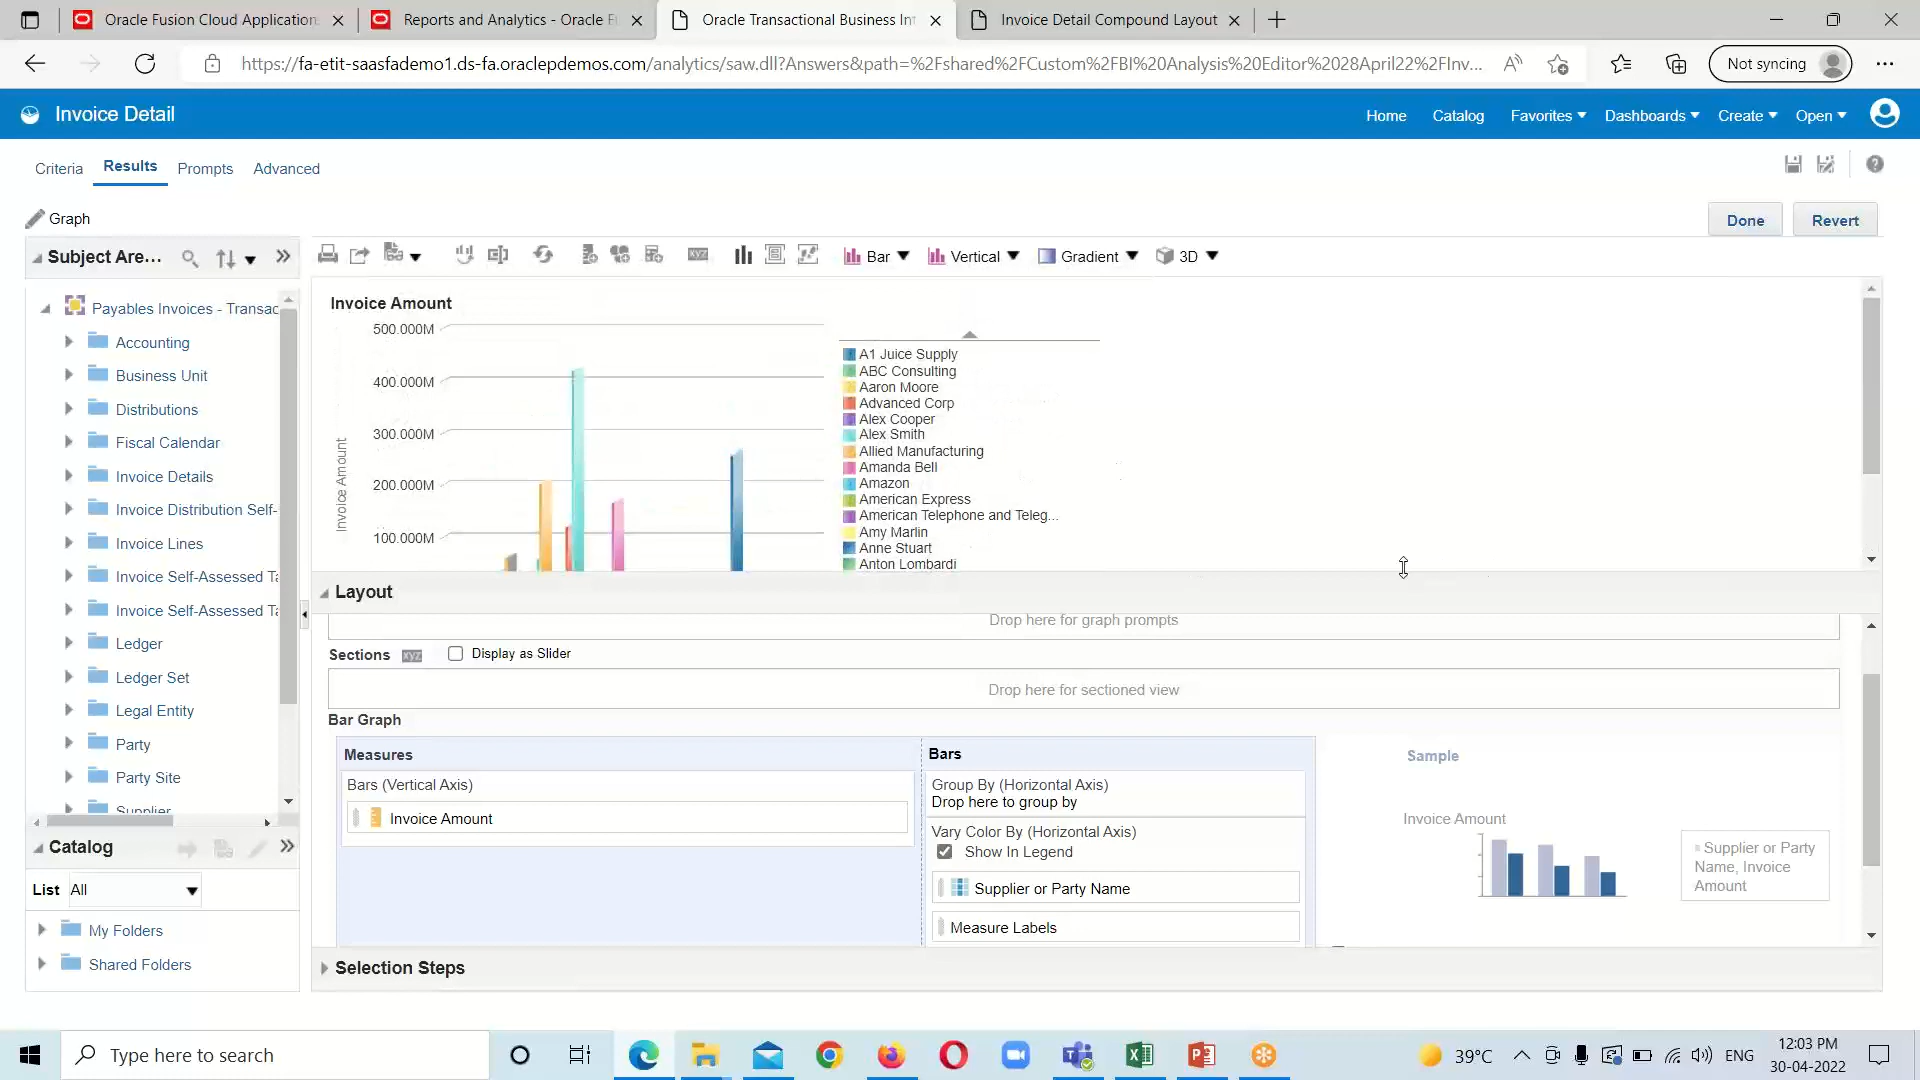 Oracle Fusion Cloud Application
Reports and Analytics - Oracle F
Oracle Transactional Business Int
Invoice Detail Compound Layout
https://fa-etit-saasfademo1.ds-fa.oraclepdemos.com/analytics/saw.dll?Answers&path=%2Fshared%2FCustom%2FBI%20Analysis%20Editor%2028April22%2FInv...
Not syncing
Invoice Detail
Home
Catalog
Favorites
Dashboards
Create
Open
Criteria
Results
Prompts
Advanced
Graph
Done
Revert
Subject Are...
Bar
Vertical
Gradient
3D
Payables Invoices - Transac
Accounting
Business Unit
Distributions
Fiscal Calendar
Invoice Details
Invoice Distribution Self-
Invoice Lines
Invoice Self-Assessed Ta
Invoice Self-Assessed Ta
Ledger
Ledger Set
Legal Entity
Party
Party Site
Supplier
Catalog
List All
My Folders
Shared Folders
Invoice Amount
500.000M
400.000M
300.000M
200.000M
100.000M
Invoice Amount
A1 Juice Supply
ABC Consulting
Aaron Moore
Advanced Corp
Alex Cooper
Alex Smith
Allied Manufacturing
Amanda Bell
Amazon
American Express
American Telephone and Teleg...
Amy Marlin
Anne Stuart
Anton Lombardi
Layout
Drop here for graph prompts
Sections xyz Display as Slider
Drop here for sectioned view
Bar Graph
Measures
Bars (Vertical Axis)
Invoice Amount
Bars
Group By (Horizontal Axis)
Drop here to group by
Vary Color By (Horizontal Axis)
Show In Legend
Supplier or Party Name
Measure Labels
Sample
Invoice Amount
Supplier or Party
Name, Invoice
Amount
Selection Steps
Type here to search
39°C
ENG
12:03 PM
30-04-2022